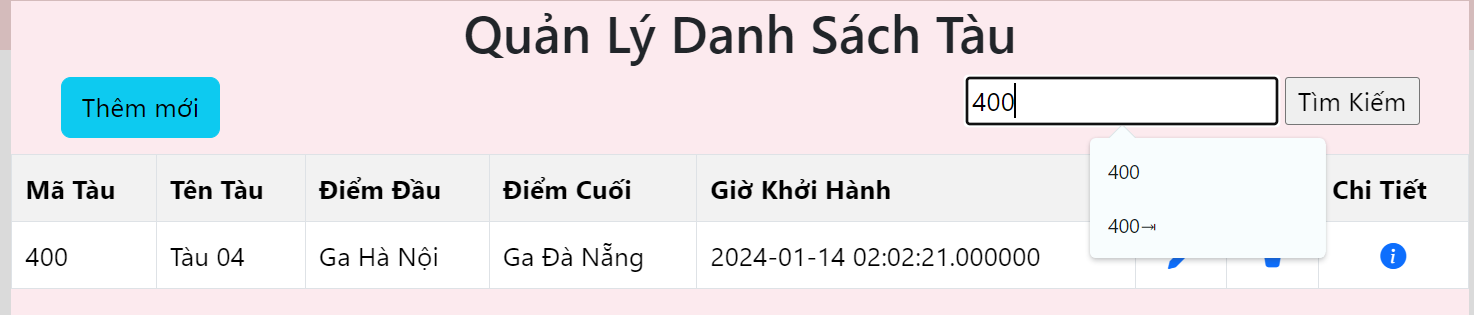 Quản Lý Danh Sách Tàu
Thêm mới
400 Tìm Kiếm
400
400⇥
Mã Tàu Tên Tàu Điểm Đầu Điểm Cuối Giờ Khởi Hành Chi Tiết
400 Tàu 04 Ga Hà Nội Ga Đà Nẵng 2024-01-14 02:02:21.000000